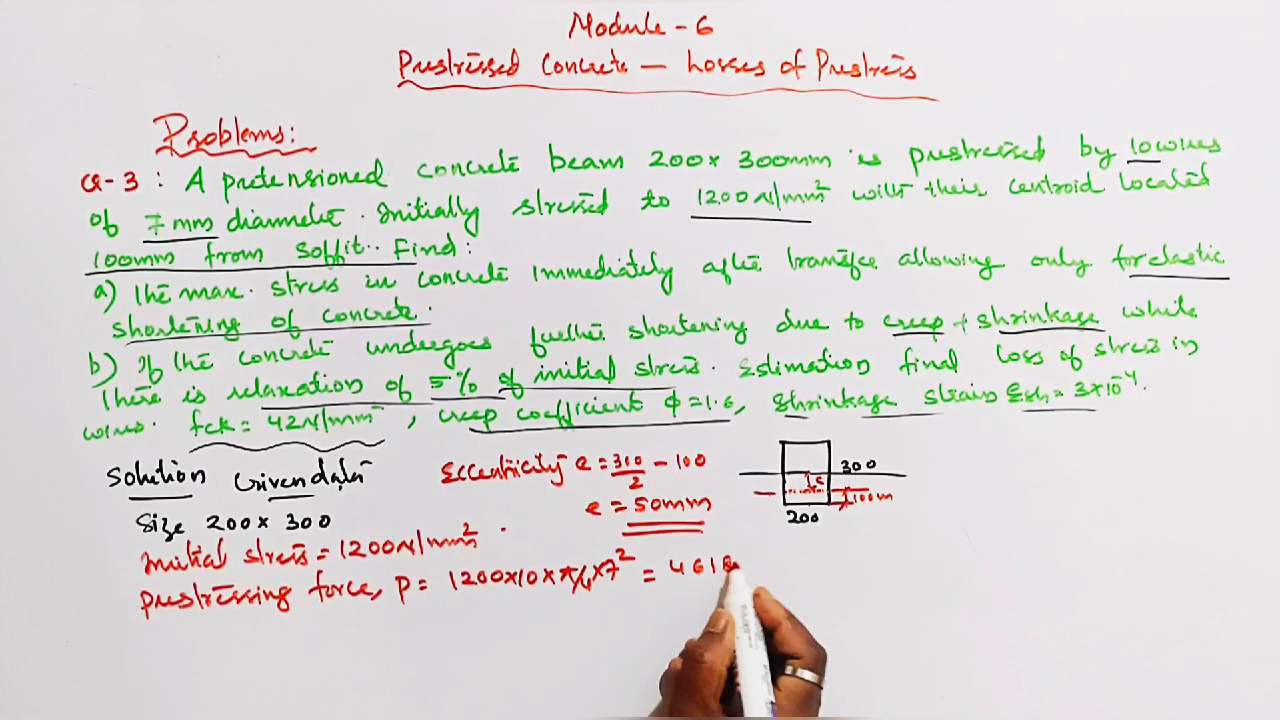 Module - 6
Prestressed Concrete — Losses of Prestress
Problems:
Q-3 : A pretensioned concrete beam 200 × 300mm is prestressed by 10 wires
of 7 mm diameter. Initially stressed to 1200 N/mm² with their centroid located
100mm from soffit.. Find:
a) The max. stress in concrete immediately after transfer allowing only for elastic
shortening of concrete.
b) If the concrete undergoes further shortening due to creep + shrinkage while
There is relaxation of 5% of initial stress. Estimation final loss of stress in
wires. fck = 42 N/mm², creep coefficient ϕ = 1.6, Shrinkage strain Esh = 3×10⁻⁴.
Solution Given data
Size 200 × 300
Initial stress = 1200 N/mm².
Prestressing force, P = 1200×10×π/4×7² = 4618
Eccentricity e = 300/2 - 100
e = 50mm
300
e
100m
200